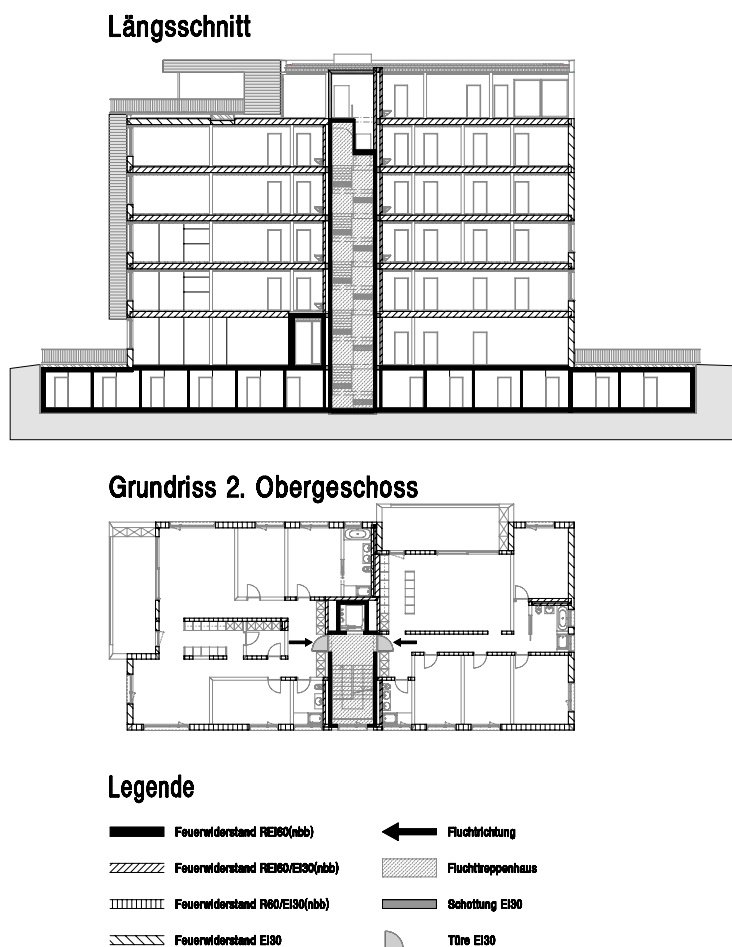 Längsschnitt
Grundriss 2. Obergeschoss
Legende
Feuerwiderstand REI60(nbb)
Fluchtrichtung
Feuerwiderstand REI60/EI30(nbb)
Fluchttreppenhaus
Feuerwiderstand R60/EI30(nbb)
Schottung EI30
Feuerwiderstand EI30
Türe EI30